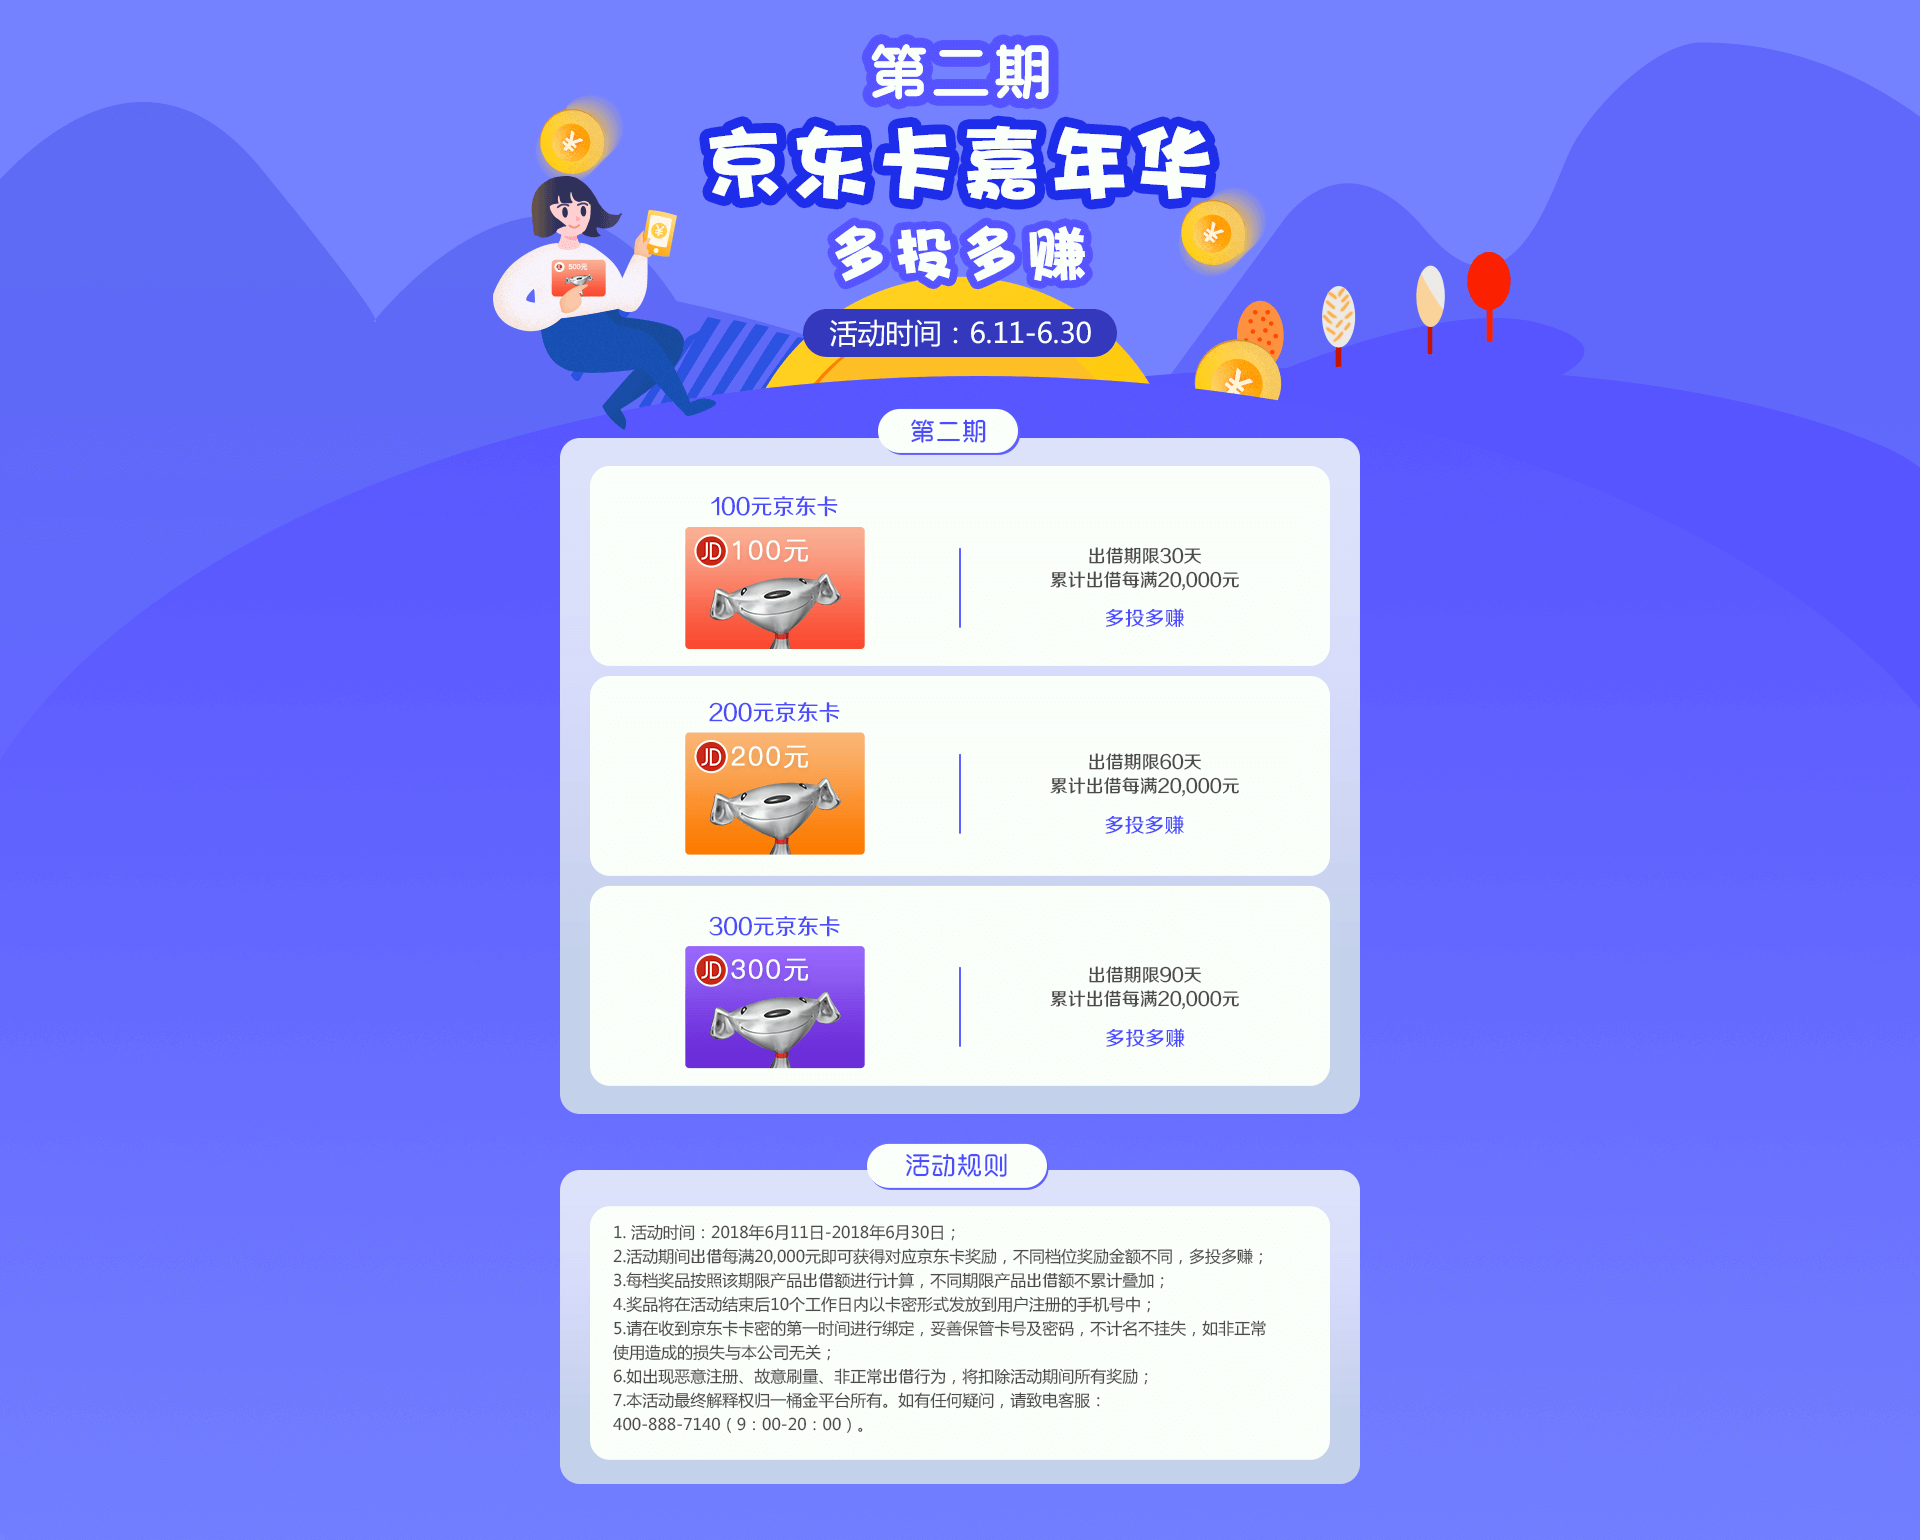 第二期
京东卡嘉年华
多投多赚
500元
活动时间：6.11-6.30
第二期
100元京东卡
JD 100元
出借期限30天
累计出借每满20,000元
多投多赚
200元京东卡
JD 200元
出借期限60天
累计出借每满20,000元
多投多赚
300元京东卡
JD 300元
出借期限90天
累计出借每满20,000元
多投多赚
活动规则
1. 活动时间：2018年6月11日-2018年6月30日；
2.活动期间出借每满20,000元即可获得对应京东卡奖励，不同档位奖励金额不同，多投多赚；
3.每档奖品按照该期限产品出借额进行计算，不同期限产品出借额不累计叠加；
4.奖品将在活动结束后10个工作日内以卡密形式发放到用户注册的手机号中；
5.请在收到京东卡卡密的第一时间进行绑定，妥善保管卡号及密码，不计名不挂失，如非正常
使用造成的损失与本公司无关；
6.如出现恶意注册、故意刷量、非正常出借行为，将扣除活动期间所有奖励；
7.本活动最终解释权归一桶金平台所有。如有任何疑问，请致电客服：
400-888-7140（9：00-20：00）。